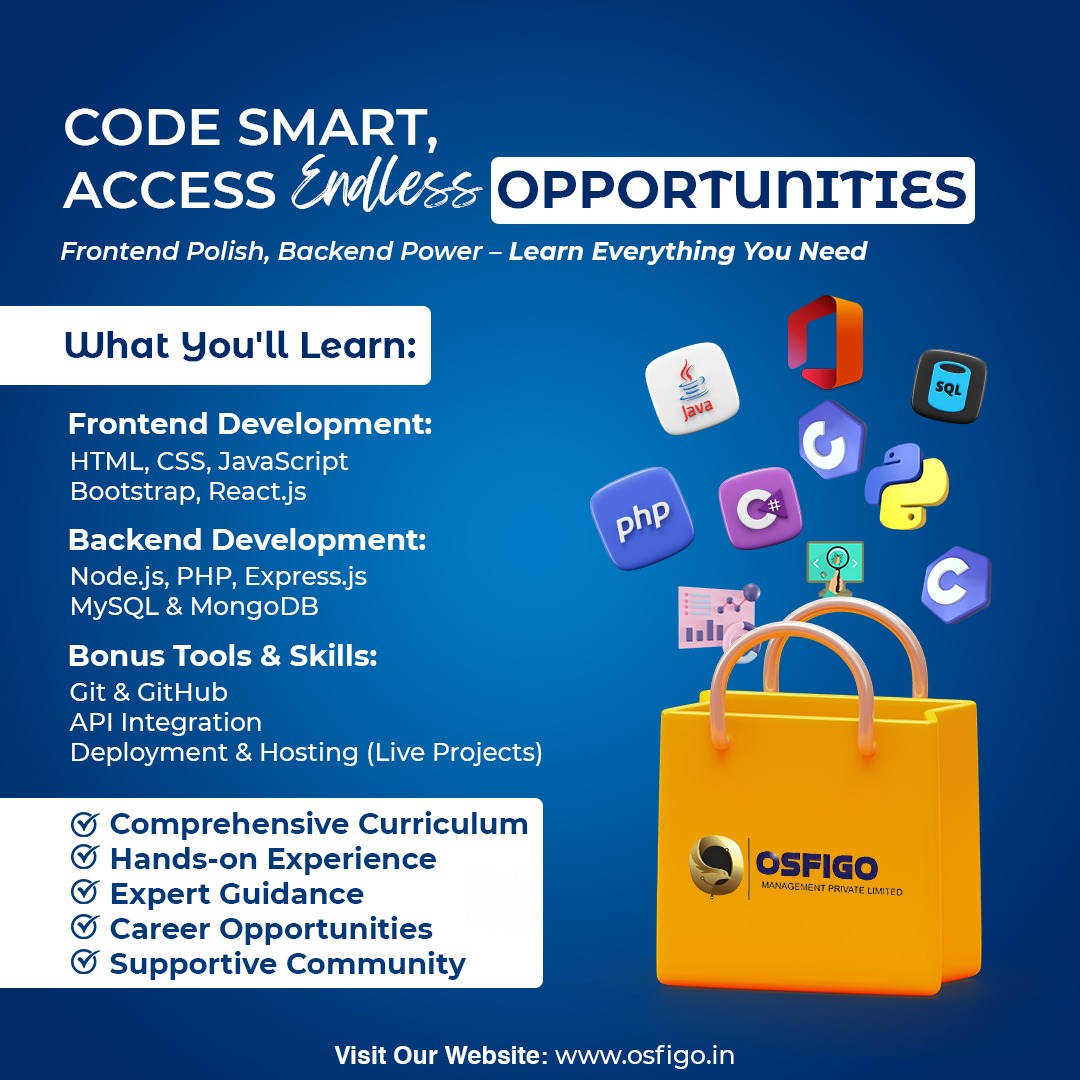 CODE SMART,
ACCESS Endless OPPORTUNITIES
Frontend Polish, Backend Power – Learn Everything You Need
What You'll Learn:
Frontend Development:
HTML, CSS, JavaScript
Bootstrap, React.js
Backend Development:
Node.js, PHP, Express.js
MySQL & MongoDB
Bonus Tools & Skills:
Git & GitHub
API Integration
Deployment & Hosting (Live Projects)
Comprehensive Curriculum
Hands-on Experience
Expert Guidance
Career Opportunities
Supportive Community
Java
SQL
C
php
C#
C
OSFIGO
MANAGEMENT PRIVATE LIMITED
Visit Our Website: www.osfigo.in